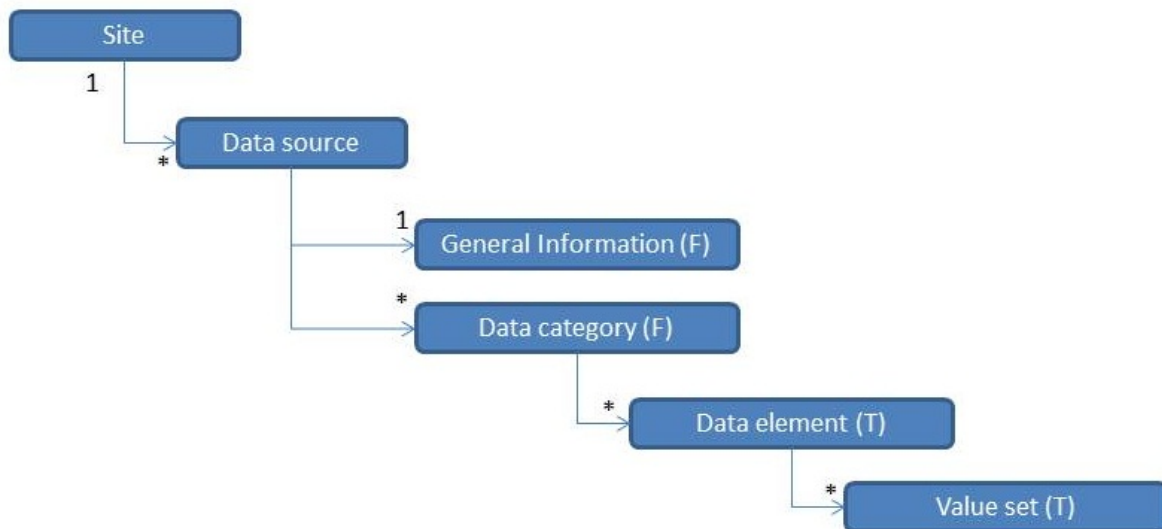 Site
1
Data source
*
1
General Information (F)
*
Data category (F)
*
Data element (T)
*
Value set (T)